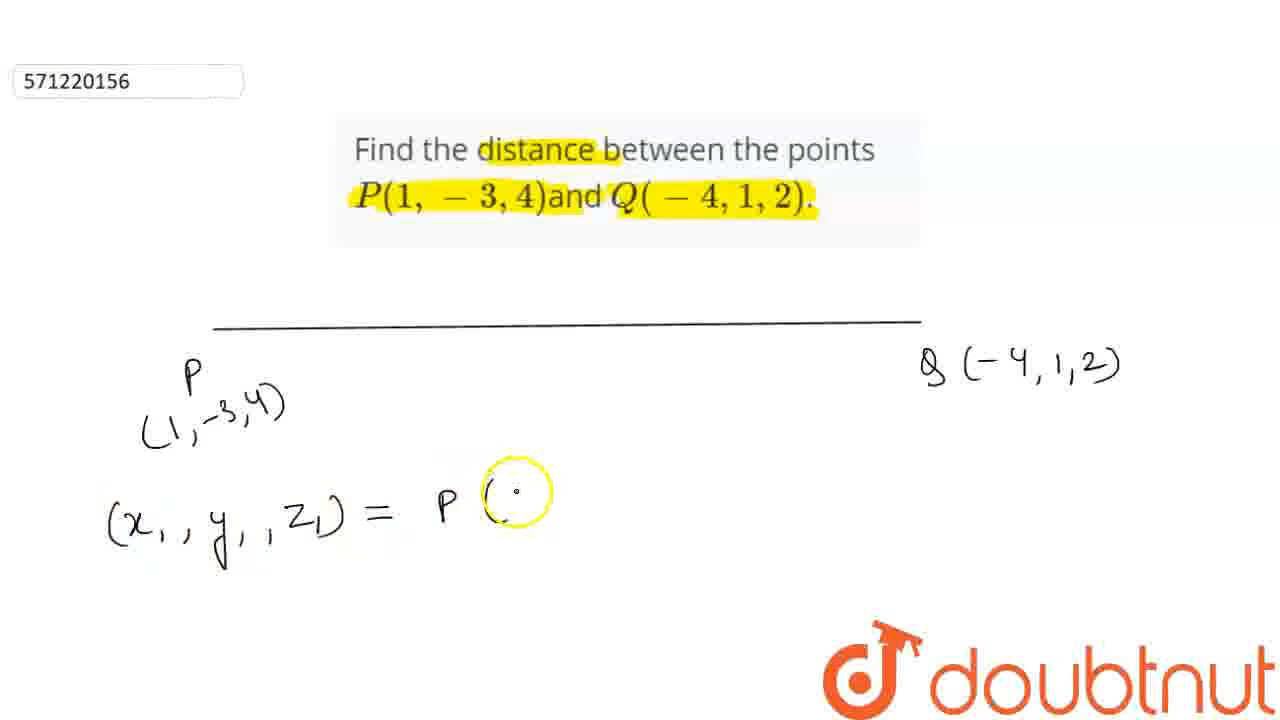 571220156
Find the distance between the points
P(1, − 3, 4)and Q( − 4, 1, 2).
P
Q (-4,1,2)
(1,-3,4)
(x₁, y₁, z₁) = P (
doubtnut